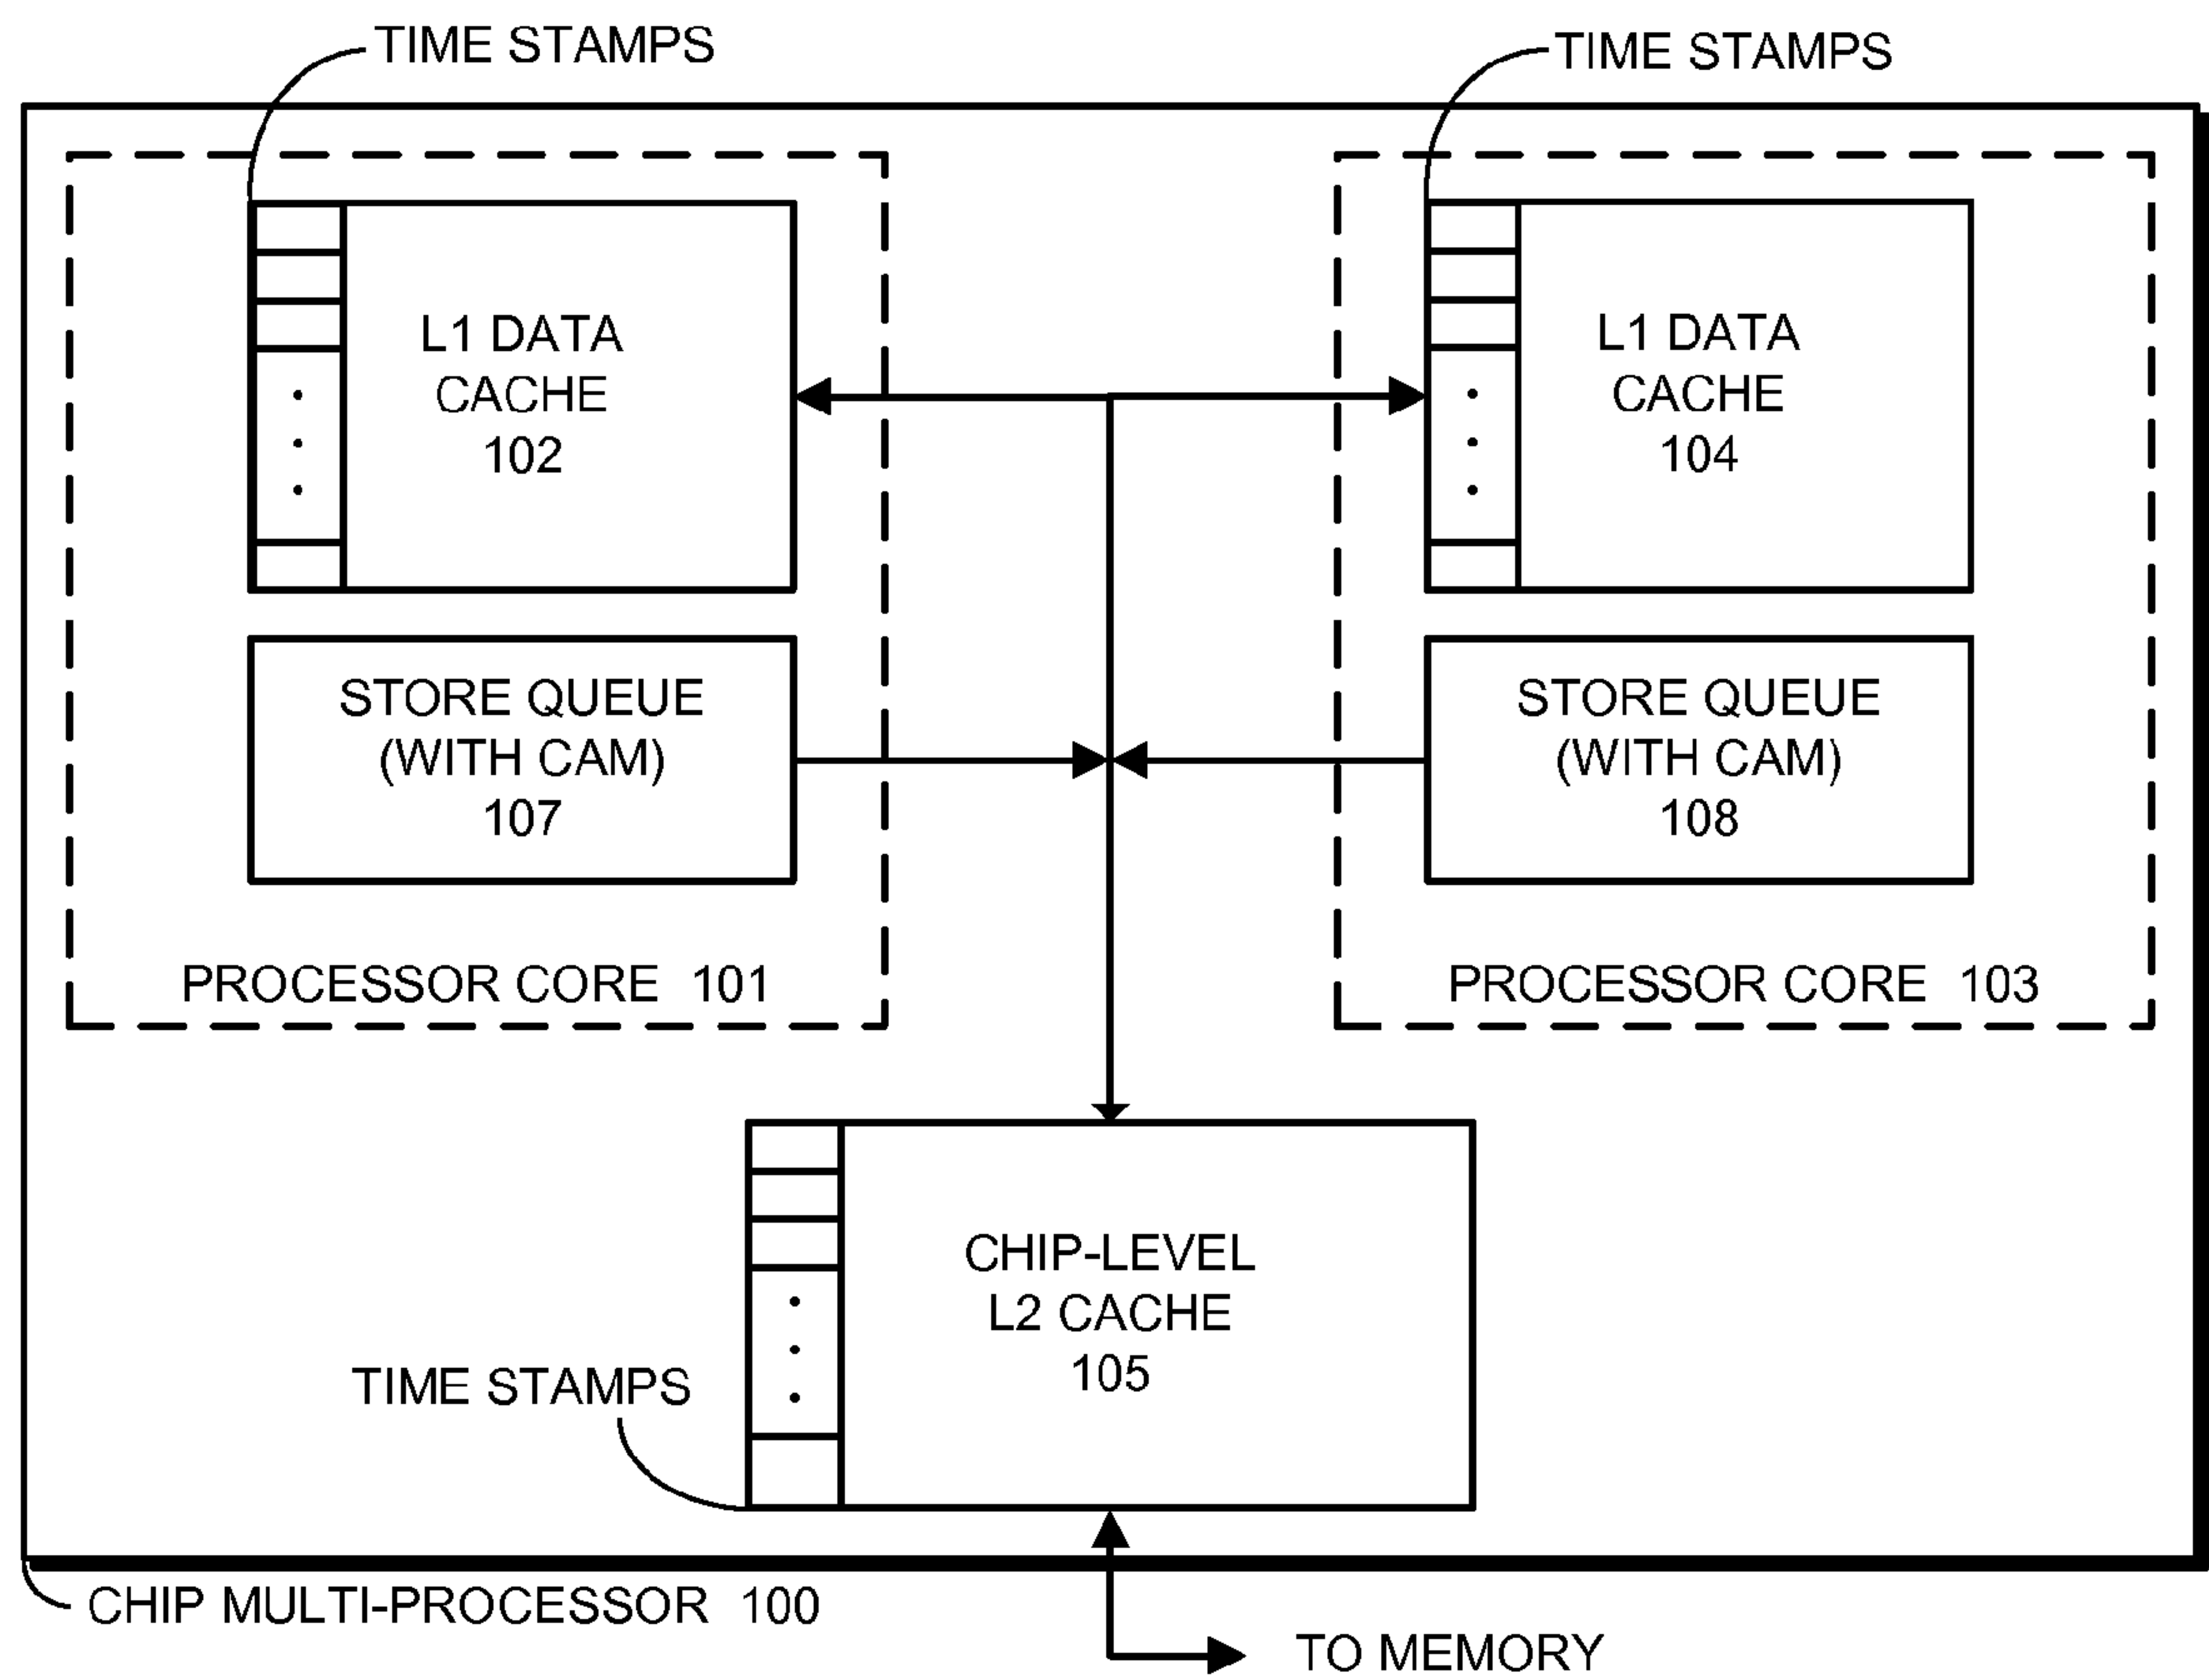 TIME STAMPS
TIME STAMPS
L1 DATA
CACHE
102
L1 DATA
CACHE
104
STORE QUEUE
(WITH CAM)
107
STORE QUEUE
(WITH CAM)
108
PROCESSOR CORE 101
PROCESSOR CORE 103
CHIP-LEVEL
L2 CACHE
105
TIME STAMPS
CHIP MULTI-PROCESSOR 100
TO MEMORY